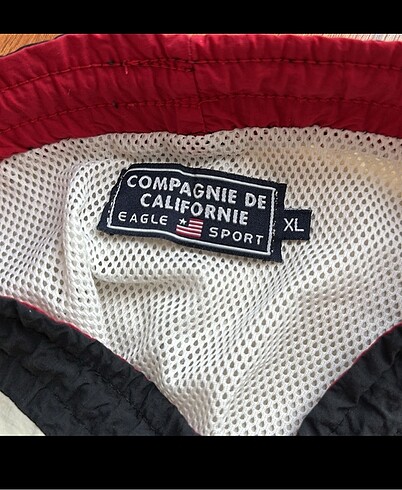 COMPAGNIE DE
CALIFORNIE
EAGLE SPORT
XL